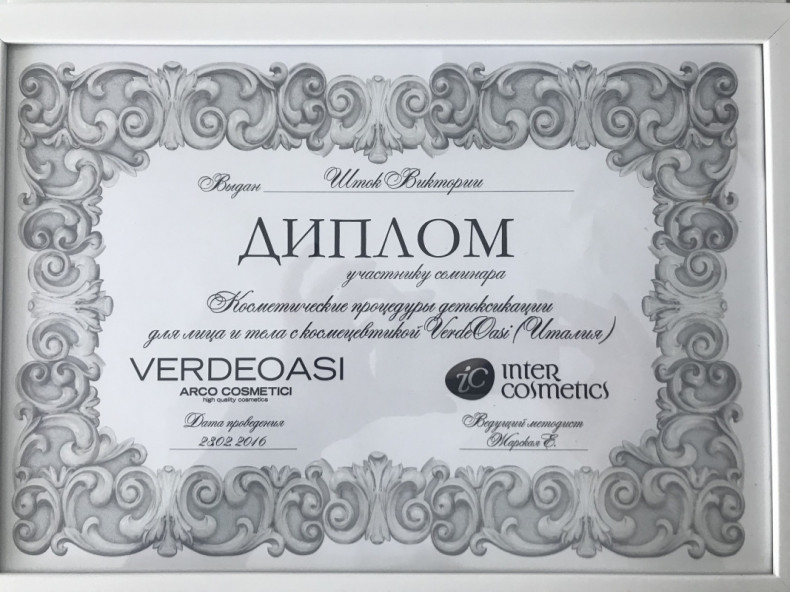 Выдан Шток Виктории
ДИПЛОМ
участнику семинара
Косметические процедуры детоксикации
для лица и тела с космецевтикой VerdeOasi (Италия)
VERDEOASI
ARCO COSMETICI
high quality cosmetics
iC INTER COSMETICS
Дата проведения
23.02.2016
Ведущий методист
Жарская Е.